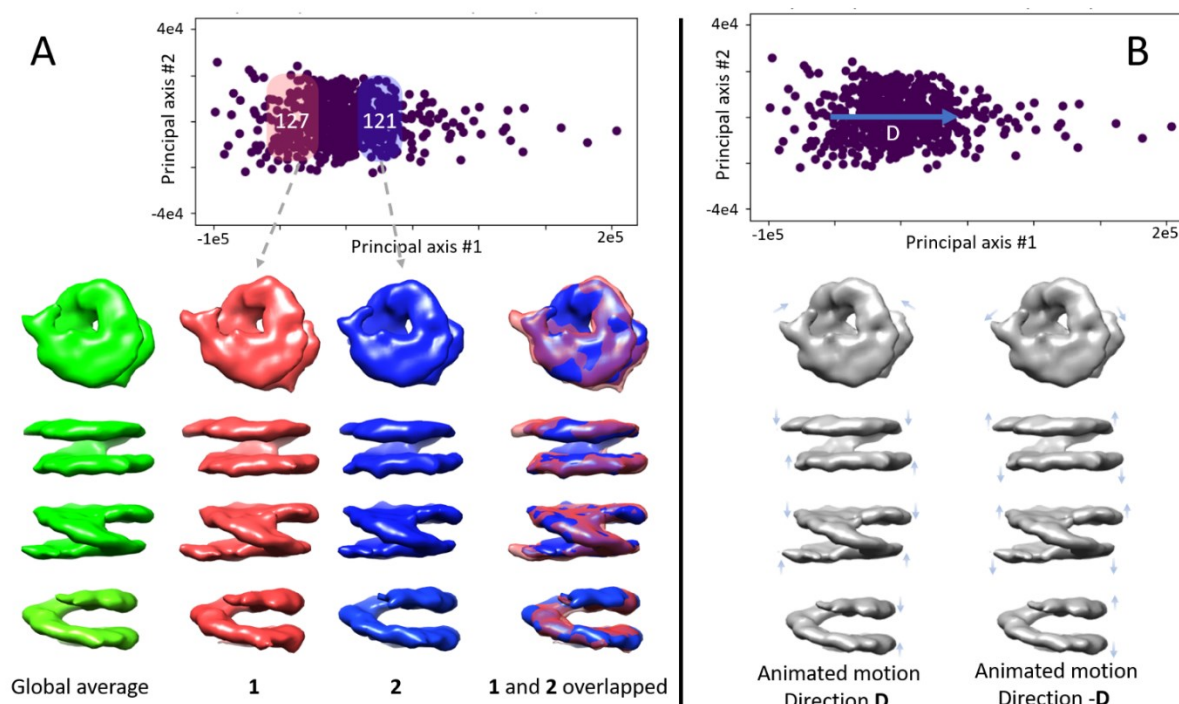 A
4e4
Principal axis #2
127
121
-4e4
-1e5
Principal axis #1
2e5
Global average
1
2
1 and 2 overlapped
B
4e4
Principal axis #2
D
-4e4
-1e5
Principal axis #1
2e5
Animated motion
Direction D
Animated motion
Direction -D